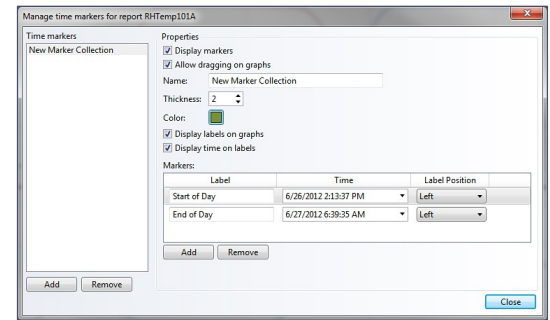 Manage time markers for report RHTemp101A
Time markers
New Marker Collection
Add Remove
Properties
Display markers
Allow dragging on graphs
Name: New Marker Collection
Thickness: 2
Color:
Display labels on graphs
Display time on labels
Markers:
Label Time Label Position
Start of Day 6/26/2012 2:13:37 PM Left
End of Day 6/27/2012 6:39:35 AM Left
Add Remove
Close